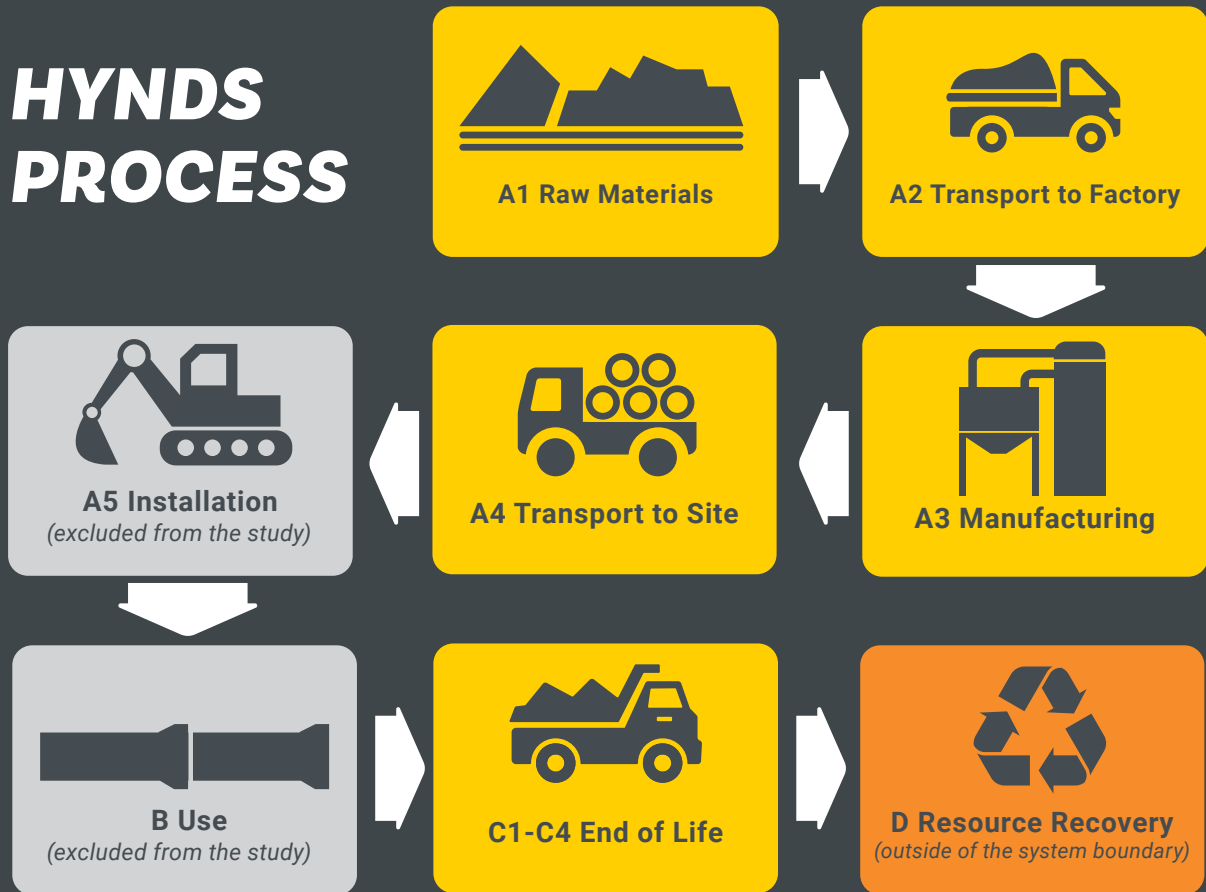 HYNDS
PROCESS
A1 Raw Materials
A2 Transport to Factory
A5 Installation
(excluded from the study)
A4 Transport to Site
A3 Manufacturing
B Use
(excluded from the study)
C1-C4 End of Life
D Resource Recovery
(outside of the system boundary)